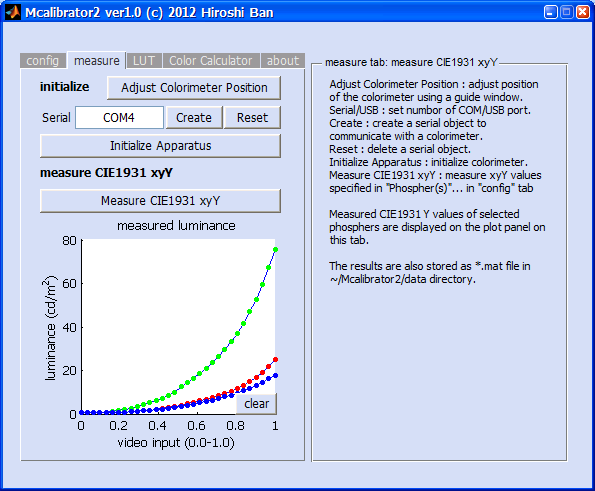 Mcalibrator2 ver1.0 (c) 2012 Hiroshi Ban
config measure LUT Color Calculator about
initialize Adjust Colorimeter Position
Serial COM4 Create Reset
Initialize Apparatus
measure CIE1931 xyY
Measure CIE1931 xyY
measured luminance
80
60
40
20
0
luminance (cd/m²)
0 0.2 0.4 0.6 0.8 1
video input (0.0-1.0)
clear
measure tab: measure CIE1931 xyY
Adjust Colorimeter Position : adjust position
of the colorimeter using a guide window.
Serial/USB : set numbor of COM/USB port.
Create : create a serial object to
communicate with a colorimeter.
Reset : delete a serial object.
Initialize Apparatus : initialize colorimeter.
Measure CIE1931 xyY : measure xyY values
specified in "Phospher(s)"... in "config" tab
Measured CIE1931 Y values of selected
phosphers are displayed on the plot panel on
this tab.
The results are also stored as *.mat file in
~/Mcalibrator2/data directory.